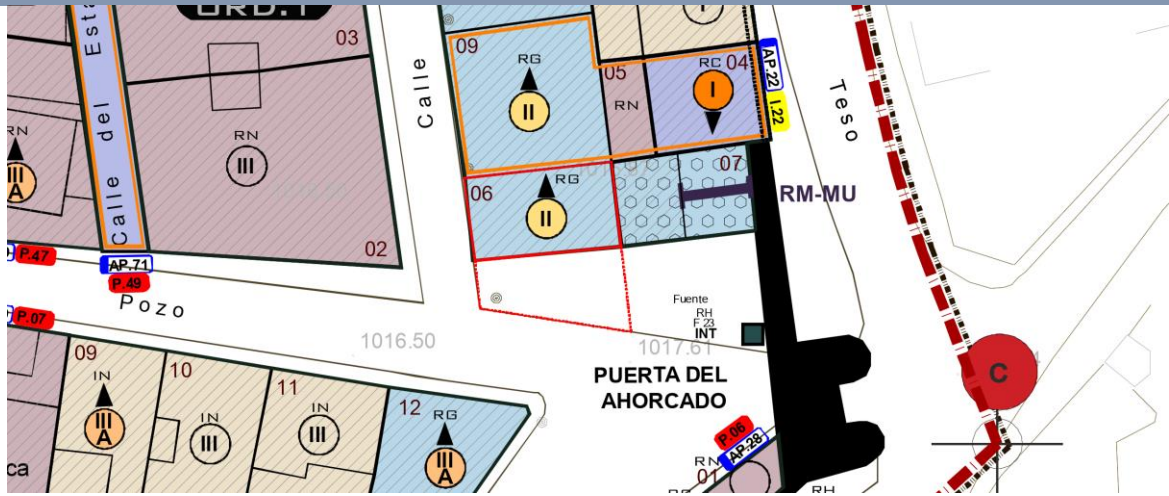 ORD.1
Calle del Esta
03
RN
III
02
RN
III
A
P.47
AP.71
P.49
Pozo
P.07
Calle
09
RG
II
05
RN
RC
04
I
AP.22
I.22
Teso
06
RG
II
07
RM-MU
Fuente
RH
F 23
INT
1016.50
1017.61
PUERTA DEL
AHORCADO
C
09
IN
III
A
10
IN
III
11
IN
III
12
RG
III
A
ca
P.06
AP.28
RN
01
RH